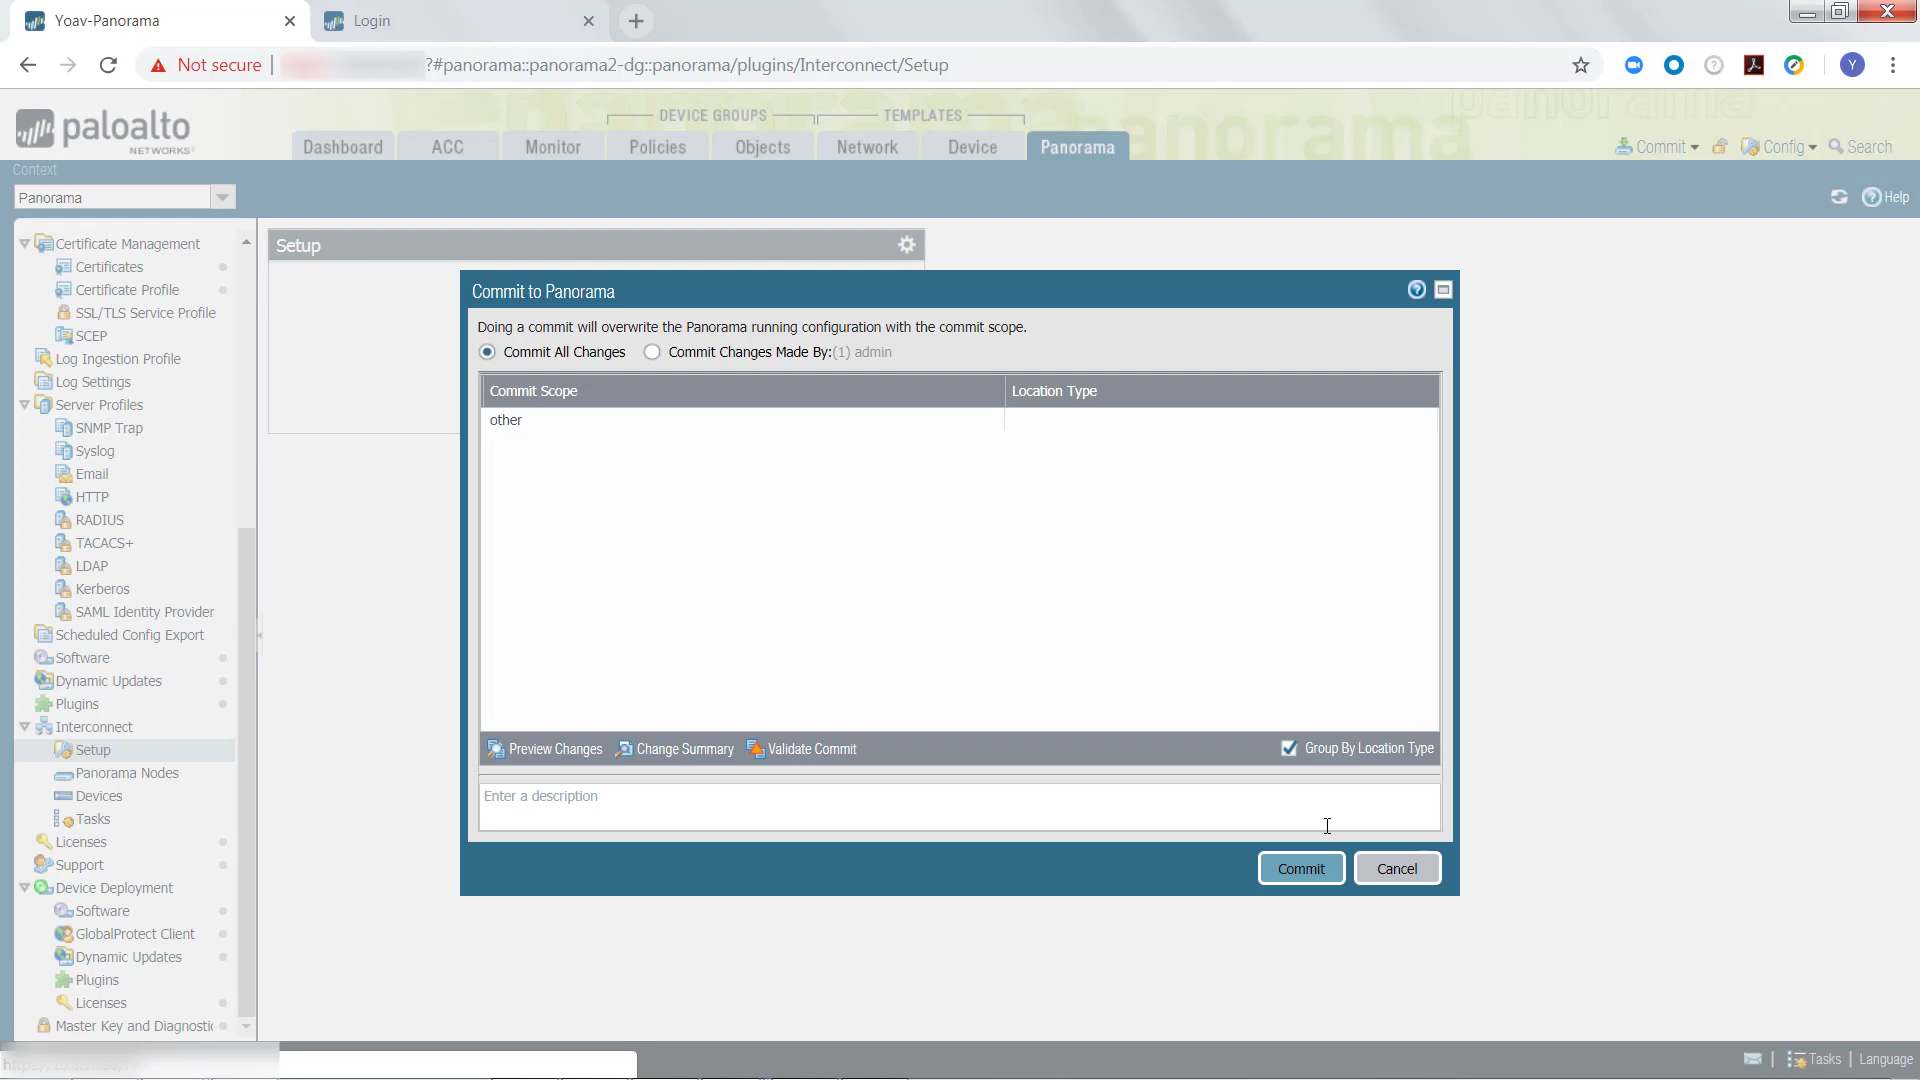 Yoav-Panorama
Login
Not secure
?#panorama::panorama2-dg::panorama/plugins/Interconnect/Setup
Y
paloalto
NETWORKS
DEVICE GROUPS
TEMPLATES
Dashboard
ACC
Monitor
Policies
Objects
Network
Device
Panorama
Commit
Config
Search
Context
Panorama
Help
Certificate Management
Certificates
Certificate Profile
SSL/TLS Service Profile
SCEP
Log Ingestion Profile
Log Settings
Server Profiles
SNMP Trap
Syslog
Email
HTTP
RADIUS
TACACS+
LDAP
Kerberos
SAML Identity Provider
Scheduled Config Export
Software
Dynamic Updates
Plugins
Interconnect
Setup
Panorama Nodes
Devices
Tasks
Licenses
Support
Device Deployment
Software
GlobalProtect Client
Dynamic Updates
Plugins
Licenses
Master Key and Diagnostic
Setup
Commit to Panorama
Doing a commit will overwrite the Panorama running configuration with the commit scope.
Commit All Changes
Commit Changes Made By:(1) admin
Commit Scope
Location Type
other
Preview Changes
Change Summary
Validate Commit
Group By Location Type
Enter a description
Commit
Cancel
Tasks
Language